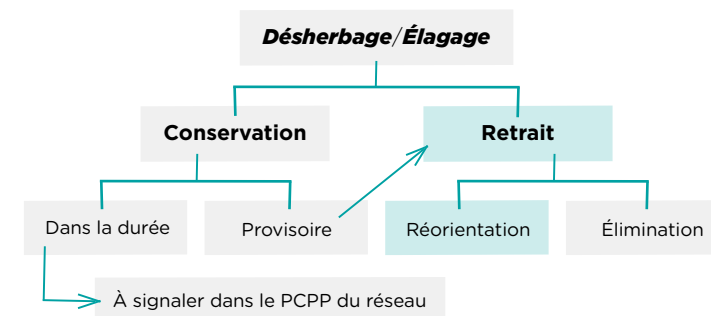 Désherbage/Élagage
Conservation
Retrait
Dans la durée
Provisoire
Réorientation
Élimination
À signaler dans le PCPP du réseau